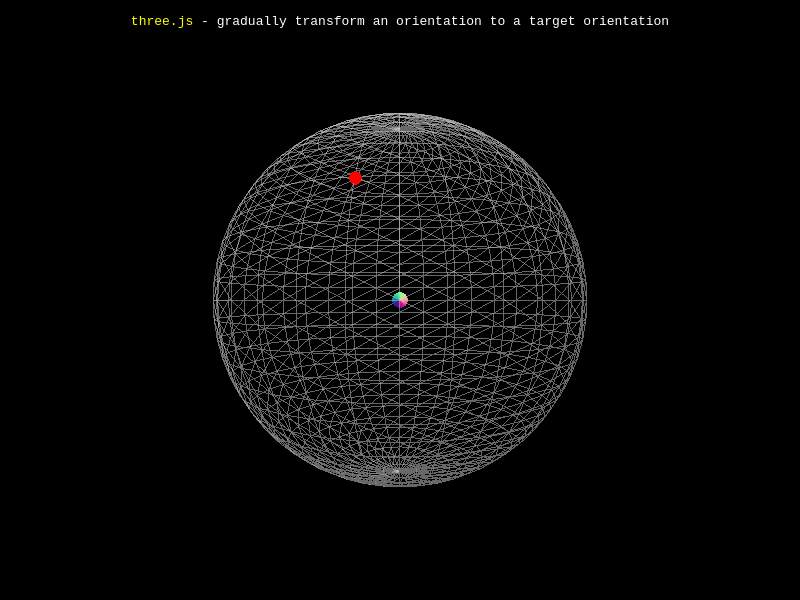 three.js - gradually transform an orientation to a target orientation